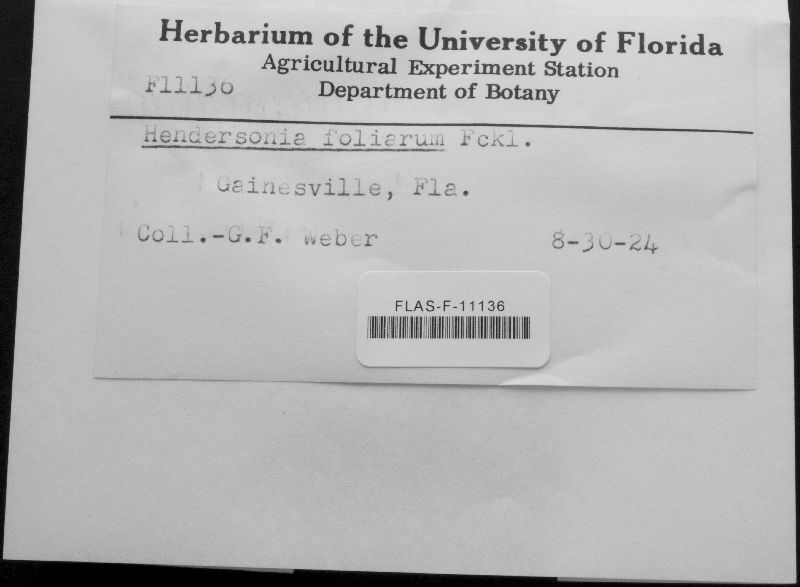 Herbarium of the University of Florida
Agricultural Experiment Station
F11136
Department of Botany
Hendersonia foliarum Fckl.
Gainesville, Fla.
Coll.-G.F. Weber 8-30-24
FLAS-F-11136